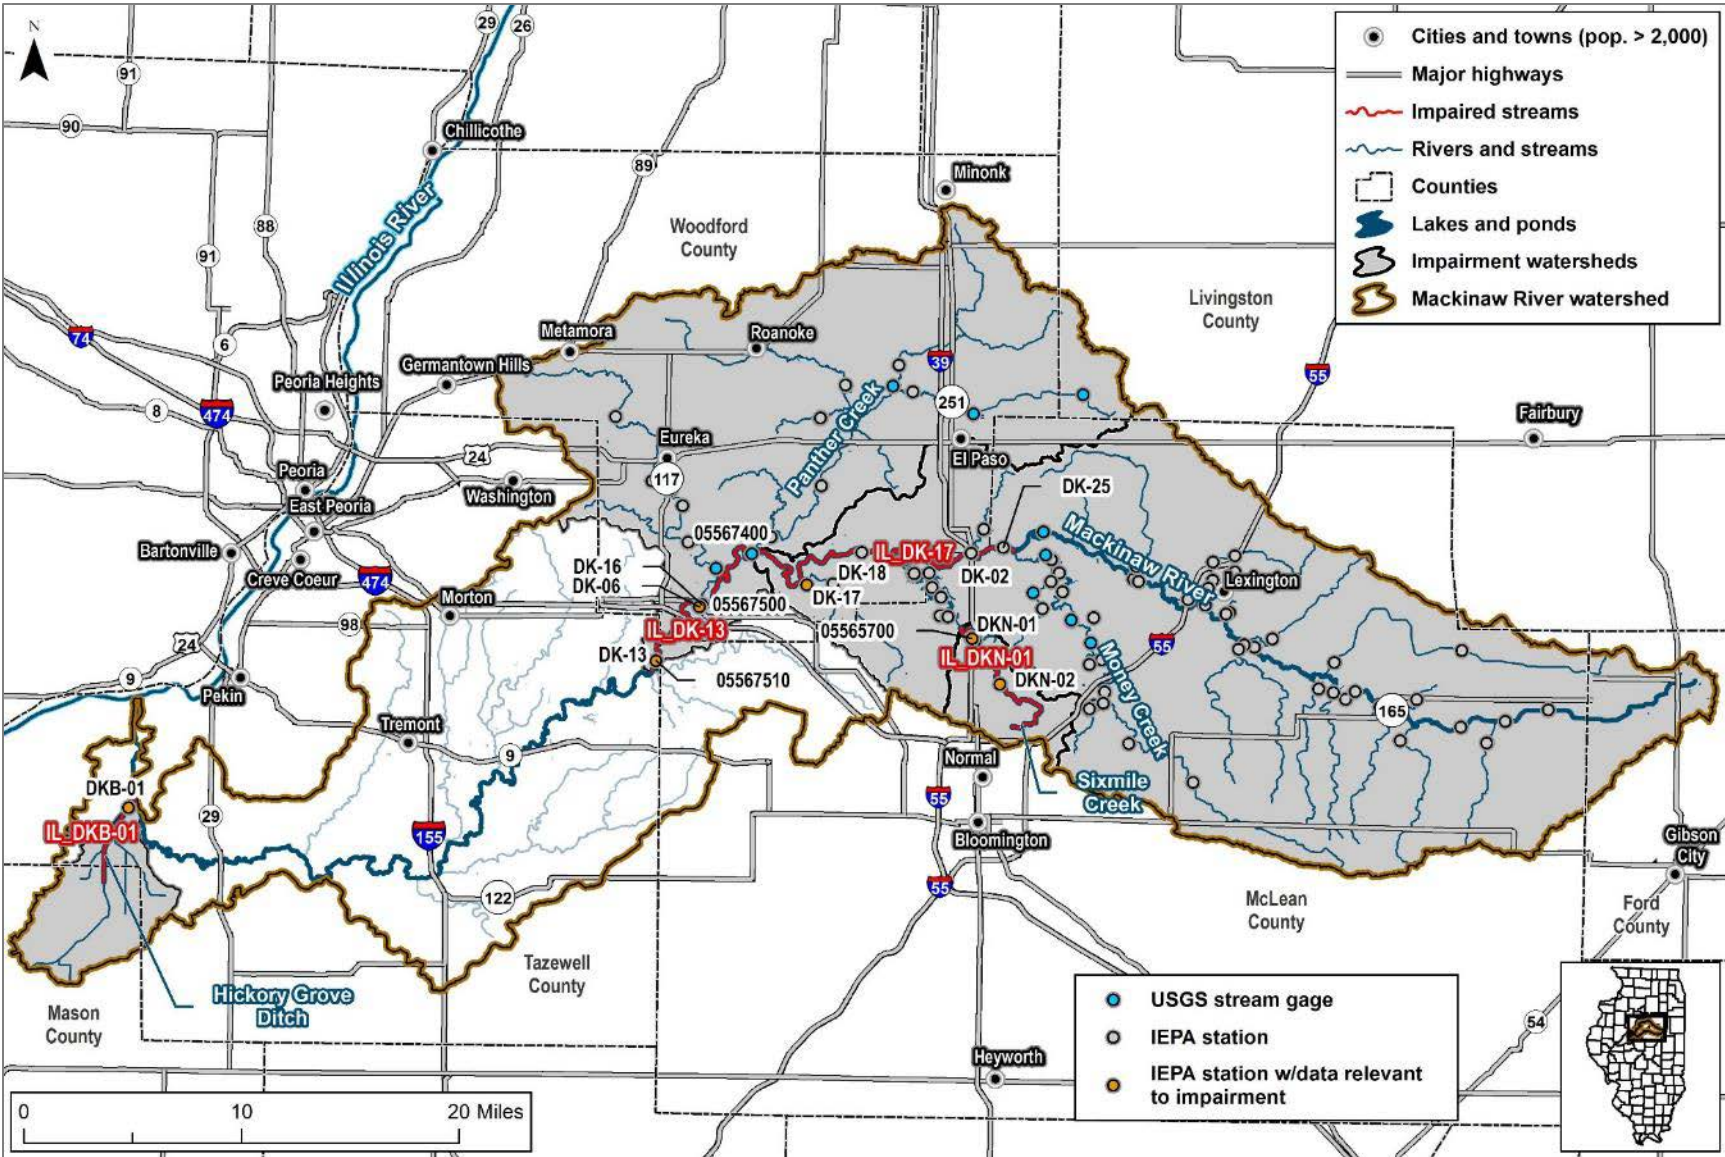 N
29
26
91
90
Chillicothe
89
Minonk
Cities and towns (pop. > 2,000)
Major highways
Impaired streams
Rivers and streams
Counties
Lakes and ponds
Impairment watersheds
Mackinaw River watershed
Illinois River
88
91
Woodford
County
Livingston
County
74
6
Metamora
Roanoke
Germantown Hills
39
55
Peoria Heights
8
474
251
Fairbury
Panther Creek
Eureka
24
El Paso
117
Peoria
Washington
East Peoria
DK-25
05567400
Mackinaw River
Bartonville
IL_DK-17
DK-16
DK-18
DK-02
Creve Coeur
474
DK-06
DK-17
Lexington
Morton
05567500
98
IL_DK-13
05565700
DKN-01
24
DK-13
IL_DKN-01
55
9
05567510
DKN-02
Money Creek
Pekin
165
Tremont
9
Normal
Sixmile
Creek
DKB-01
55
29
IL_DKB-01
155
Bloomington
Gibson
City
55
122
McLean
County
Ford
County
Tazewell
County
Hickory Grove
Ditch
Mason
County
USGS stream gage
IEPA station
IEPA station w/data relevant
to impairment
54
Heyworth
0
10
20 Miles